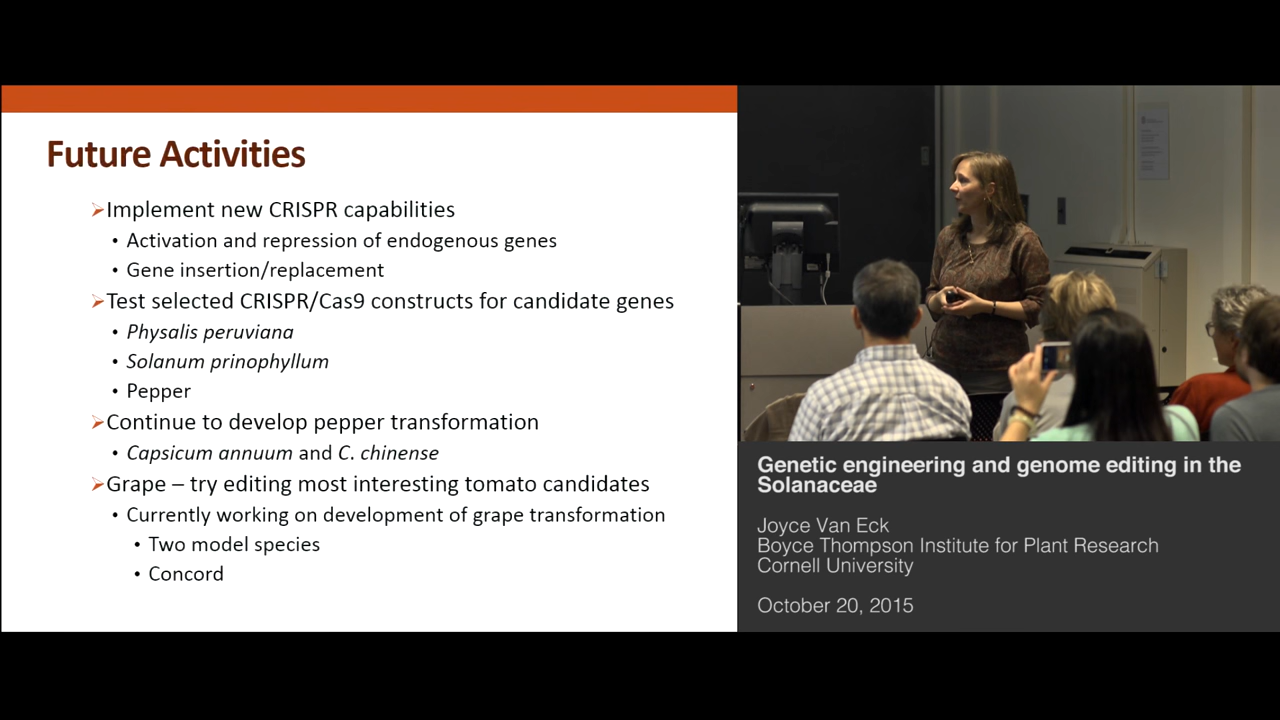 Future Activities
Implement new CRISPR capabilities
• Activation and repression of endogenous genes
• Gene insertion/replacement
Test selected CRISPR/Cas9 constructs for candidate genes
• Physalis peruviana
• Solanum prinophyllum
• Pepper
Continue to develop pepper transformation
• Capsicum annuum and C. chinense
Grape – try editing most interesting tomato candidates
• Currently working on development of grape transformation
• Two model species
• Concord
Genetic engineering and genome editing in the
Solanaceae
Joyce Van Eck
Boyce Thompson Institute for Plant Research
Cornell University
October 20, 2015